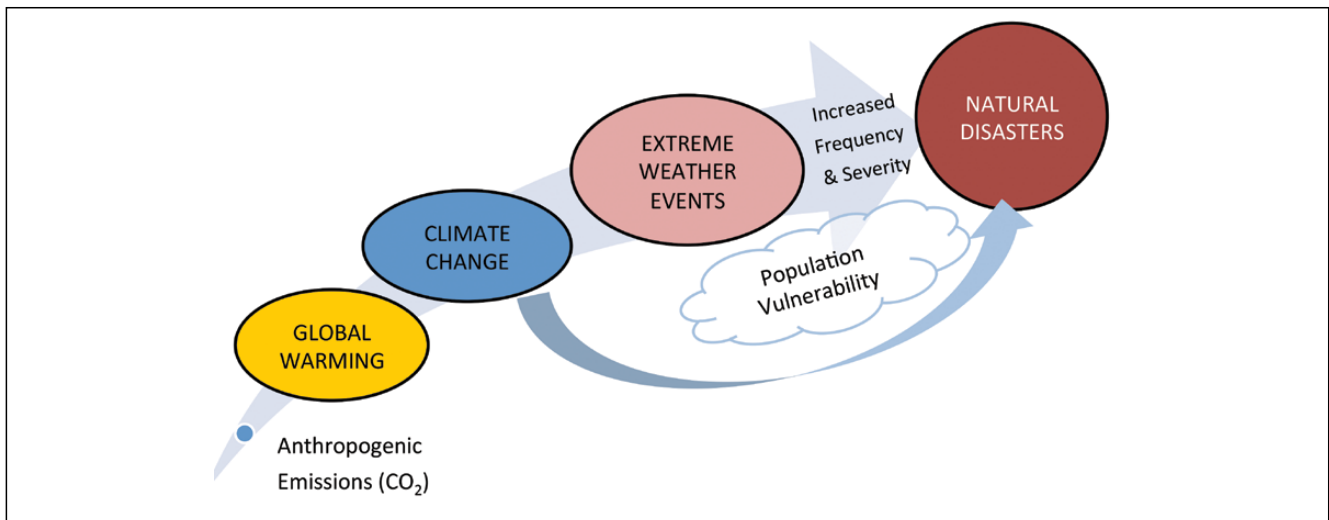 NATURAL
DISASTERS
Increased
Frequency
& Severity
EXTREME
WEATHER
EVENTS
CLIMATE
CHANGE
Population
Vulnerability
GLOBAL
WARMING
Anthropogenic
Emissions (CO₂)